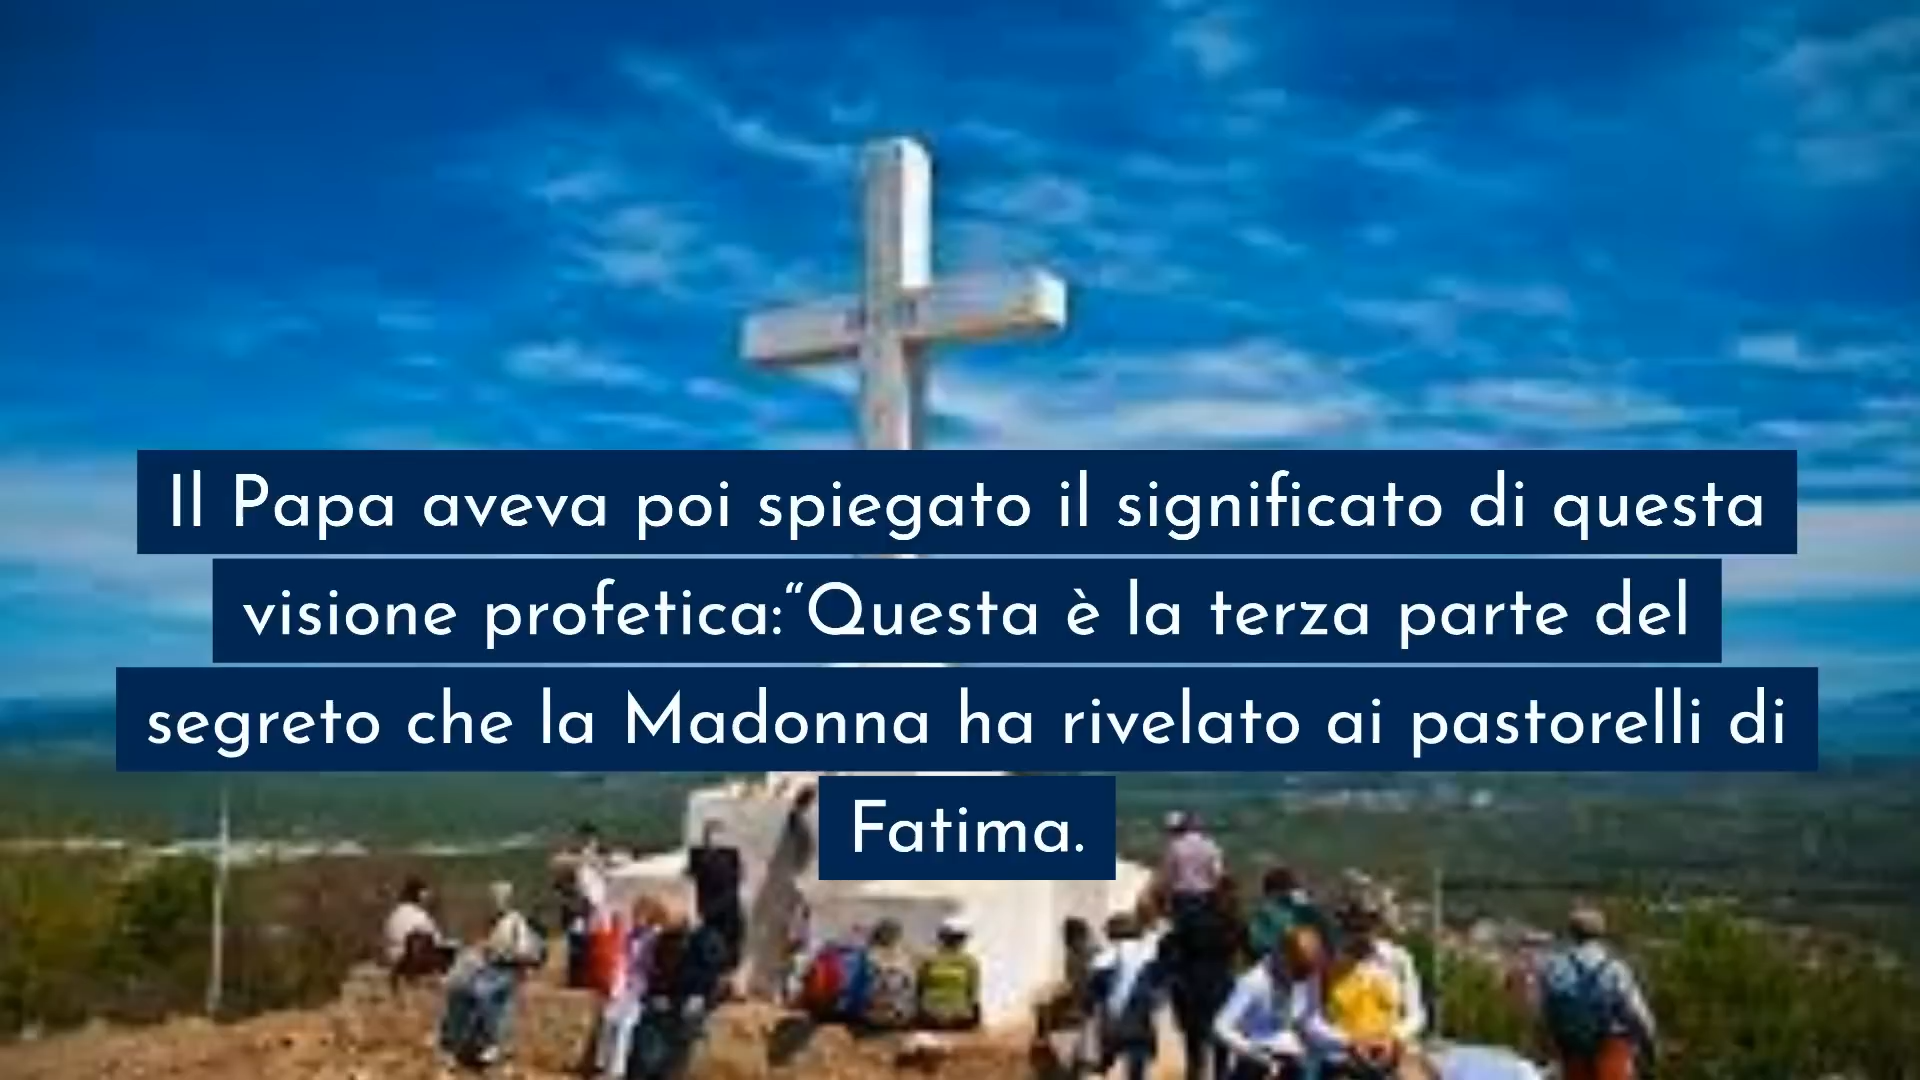 Il Papa aveva poi spiegato il significato di questa
visione profetica:“Questa è la terza parte del
segreto che la Madonna ha rivelato ai pastorelli di
Fatima.